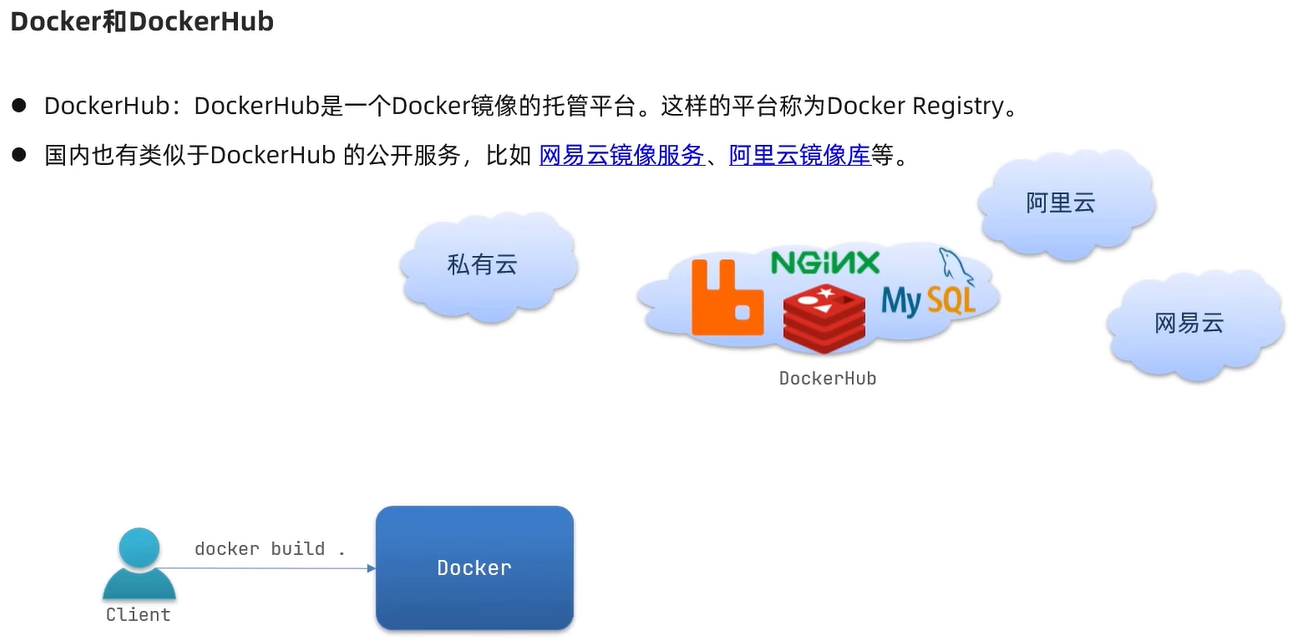 Docker和DockerHub
DockerHub：DockerHub是一个Docker镜像的托管平台。这样的平台称为Docker Registry。
国内也有类似于DockerHub 的公开服务，比如 网易云镜像服务、阿里云镜像库等。
阿里云
私有云
NGINX
MySQL
网易云
DockerHub
docker build .
Docker
Client